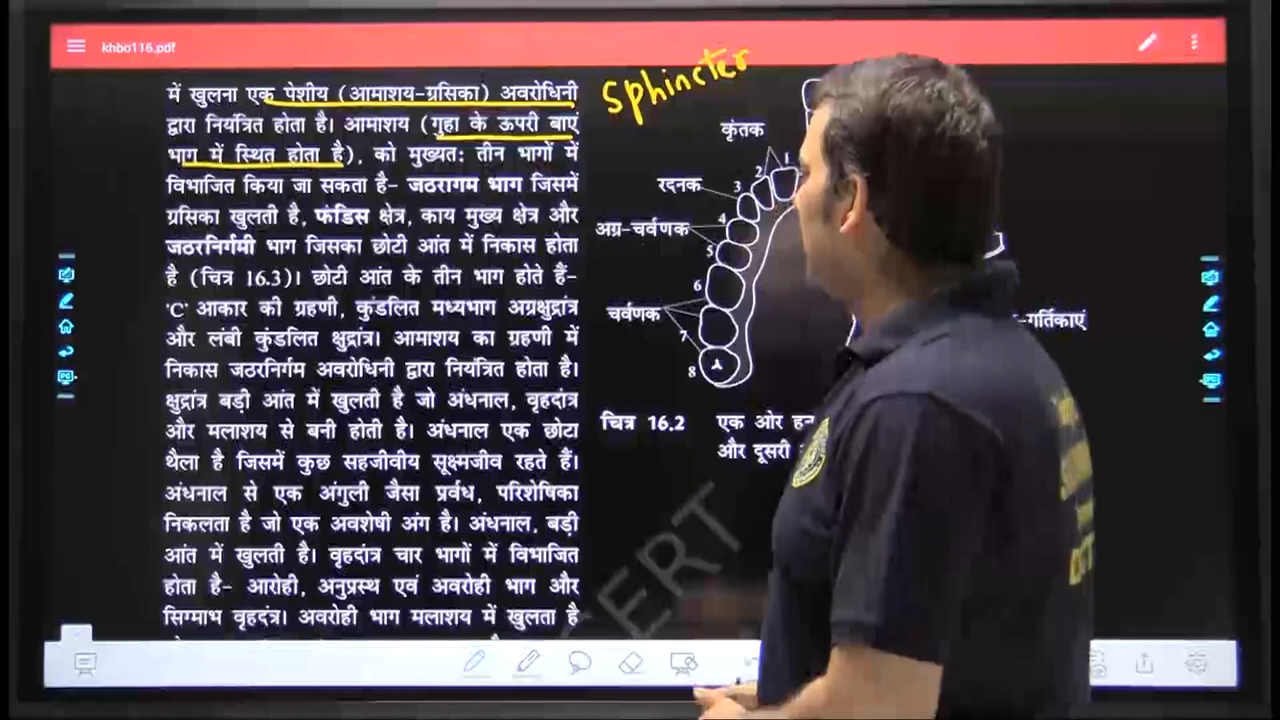 khbo116.pdf
Sphincter
में खुलना एक पेशीय (आमाशय-ग्रसिका) अवरोधिनी
द्वारा नियंत्रित होता है। आमाशय (गुहा के ऊपरी बाएं
भाग में स्थित होता है), को मुख्यत: तीन भागों में
विभाजित किया जा सकता है- जठरागम भाग जिसमें
ग्रसिका खुलती है, फंडिस क्षेत्र, काय मुख्य क्षेत्र और
जठरनिर्गमी भाग जिसका छोटी आंत में निकास होता
है (चित्र 16.3)। छोटी आंत के तीन भाग होते हैं-
'C' आकार की ग्रहणी, कुंडलित मध्यभाग अग्रक्षुद्रांत्र
और लंबी कुंडलित क्षुद्रांत्र। आमाशय का ग्रहणी में
निकास जठरनिर्गम अवरोधिनी द्वारा नियंत्रित होता है।
क्षुद्रांत्र बड़ी आंत में खुलती है जो अंधनाल, वृहदांत्र
और मलाशय से बनी होती है। अंधनाल एक छोटा
थैला है जिसमें कुछ सहजीवीय सूक्ष्मजीव रहते हैं।
अंधनाल से एक अंगुली जैसा प्रर्वध, परिशेषिका
निकलता है जो एक अवशेषी अंग है। अंधनाल, बड़ी
आंत में खुलती है। वृहदांत्र चार भागों में विभाजित
होता है- आरोही, अनुप्रस्थ एवं अवरोही भाग और
सिग्माभ वृहदंत्र। अवरोही भाग मलाशय में खुलता है
कृंतक
1
2
रदनक
3
4
अग्र-चर्वणक
5
6
चर्वणक
7
8
-गर्तिकाएं
चित्र 16.2 एक ओर हन
और दूसरी
CERT